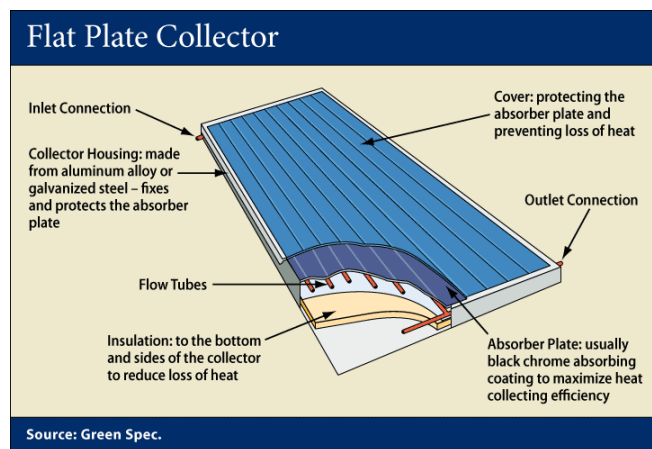 Flat Plate Collector
Inlet Connection
Collector Housing: made
from aluminum alloy or
galvanized steel – fixes
and protects the absorber
plate
Cover: protecting the
absorber plate and
preventing loss of heat
Outlet Connection
Flow Tubes
Insulation: to the bottom
and sides of the collector
to reduce loss of heat
Absorber Plate: usually
black chrome absorbing
coating to maximize heat
collecting efficiency
Source: Green Spec.